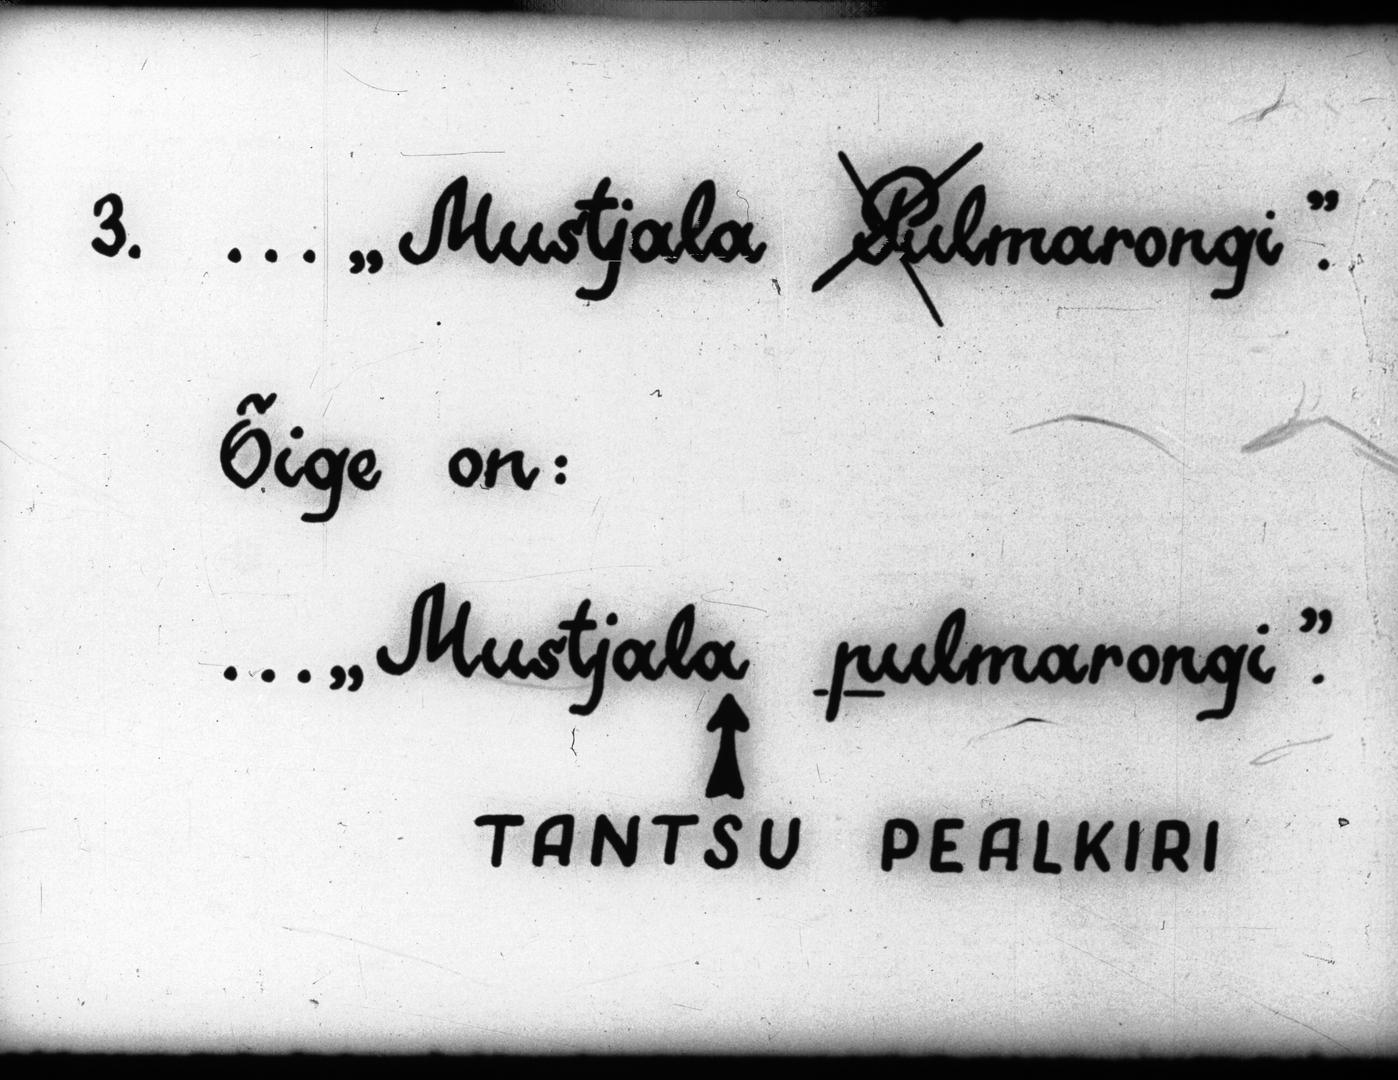 3. ...„Mustjala Pulmarongi”.
Õige on:
...„Mustjala pulmarongi”.
TANTSU PEALKIRI